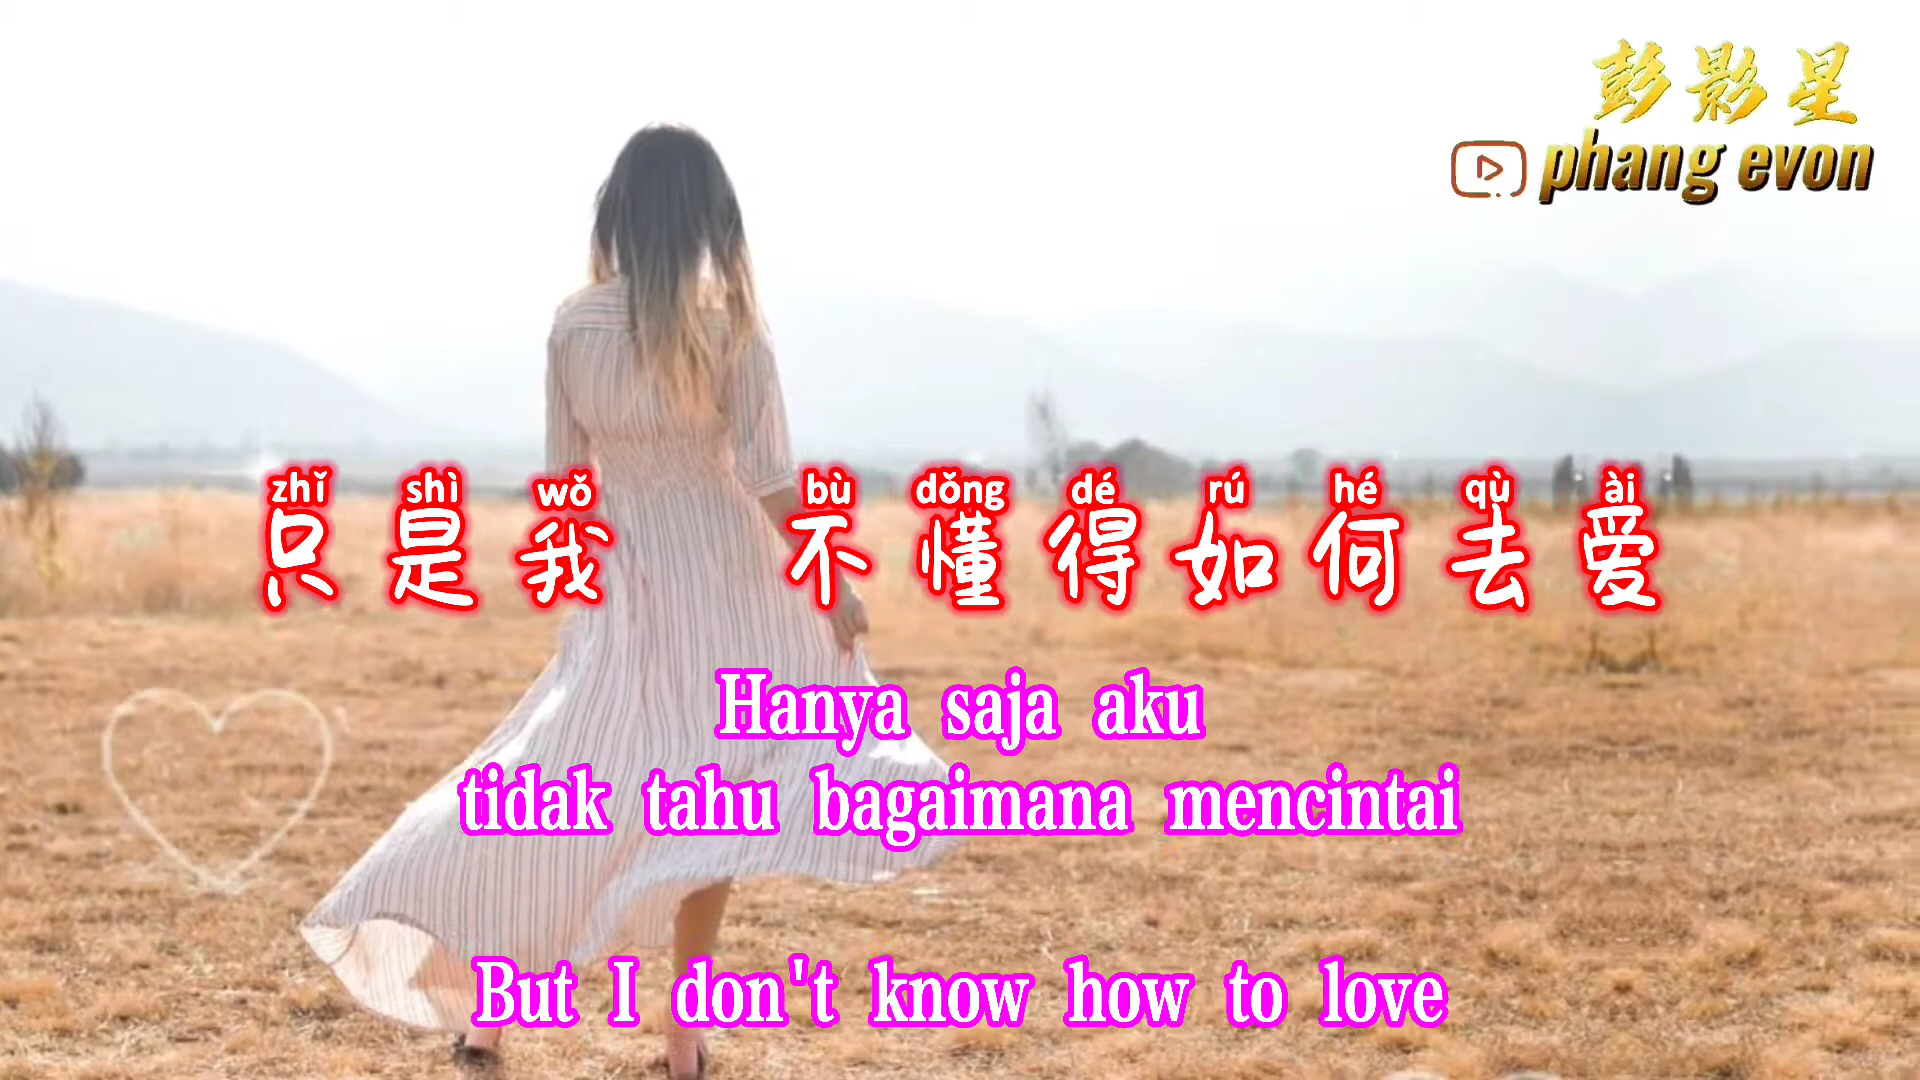 彭影星
phang evon
zhǐ shì wǒ bù dǒng dé rú hé qù ài
只是我 不懂得如何去爱
Hanya saja aku
tidak tahu bagaimana mencintai
But I don't know how to love